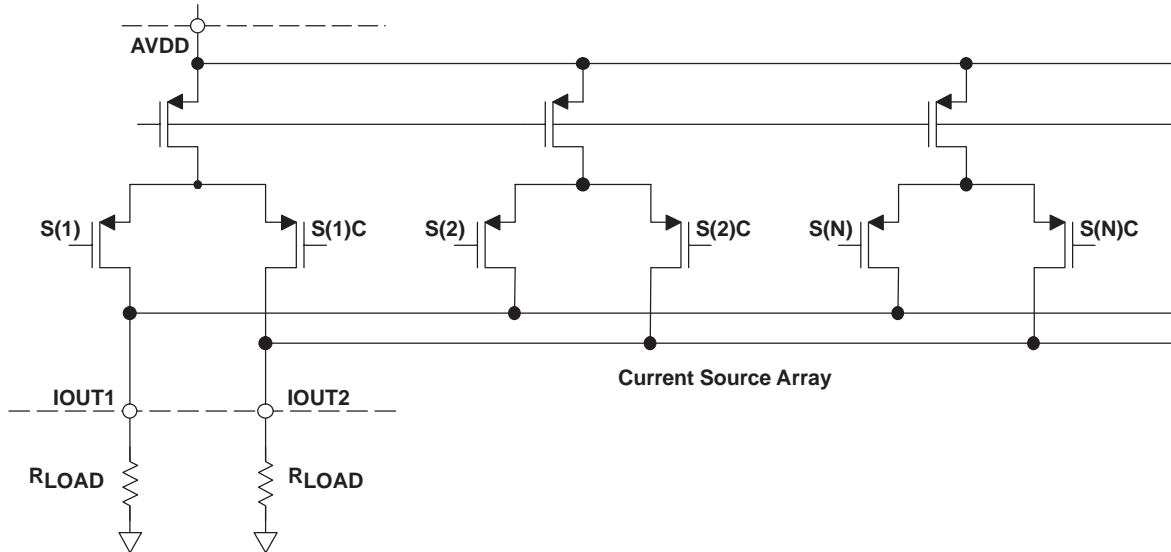 AVDD
S(1)
S(1)C
S(2)
S(2)C
S(N)
S(N)C
Current Source Array
IOUT1
IOUT2
RLOAD
RLOAD